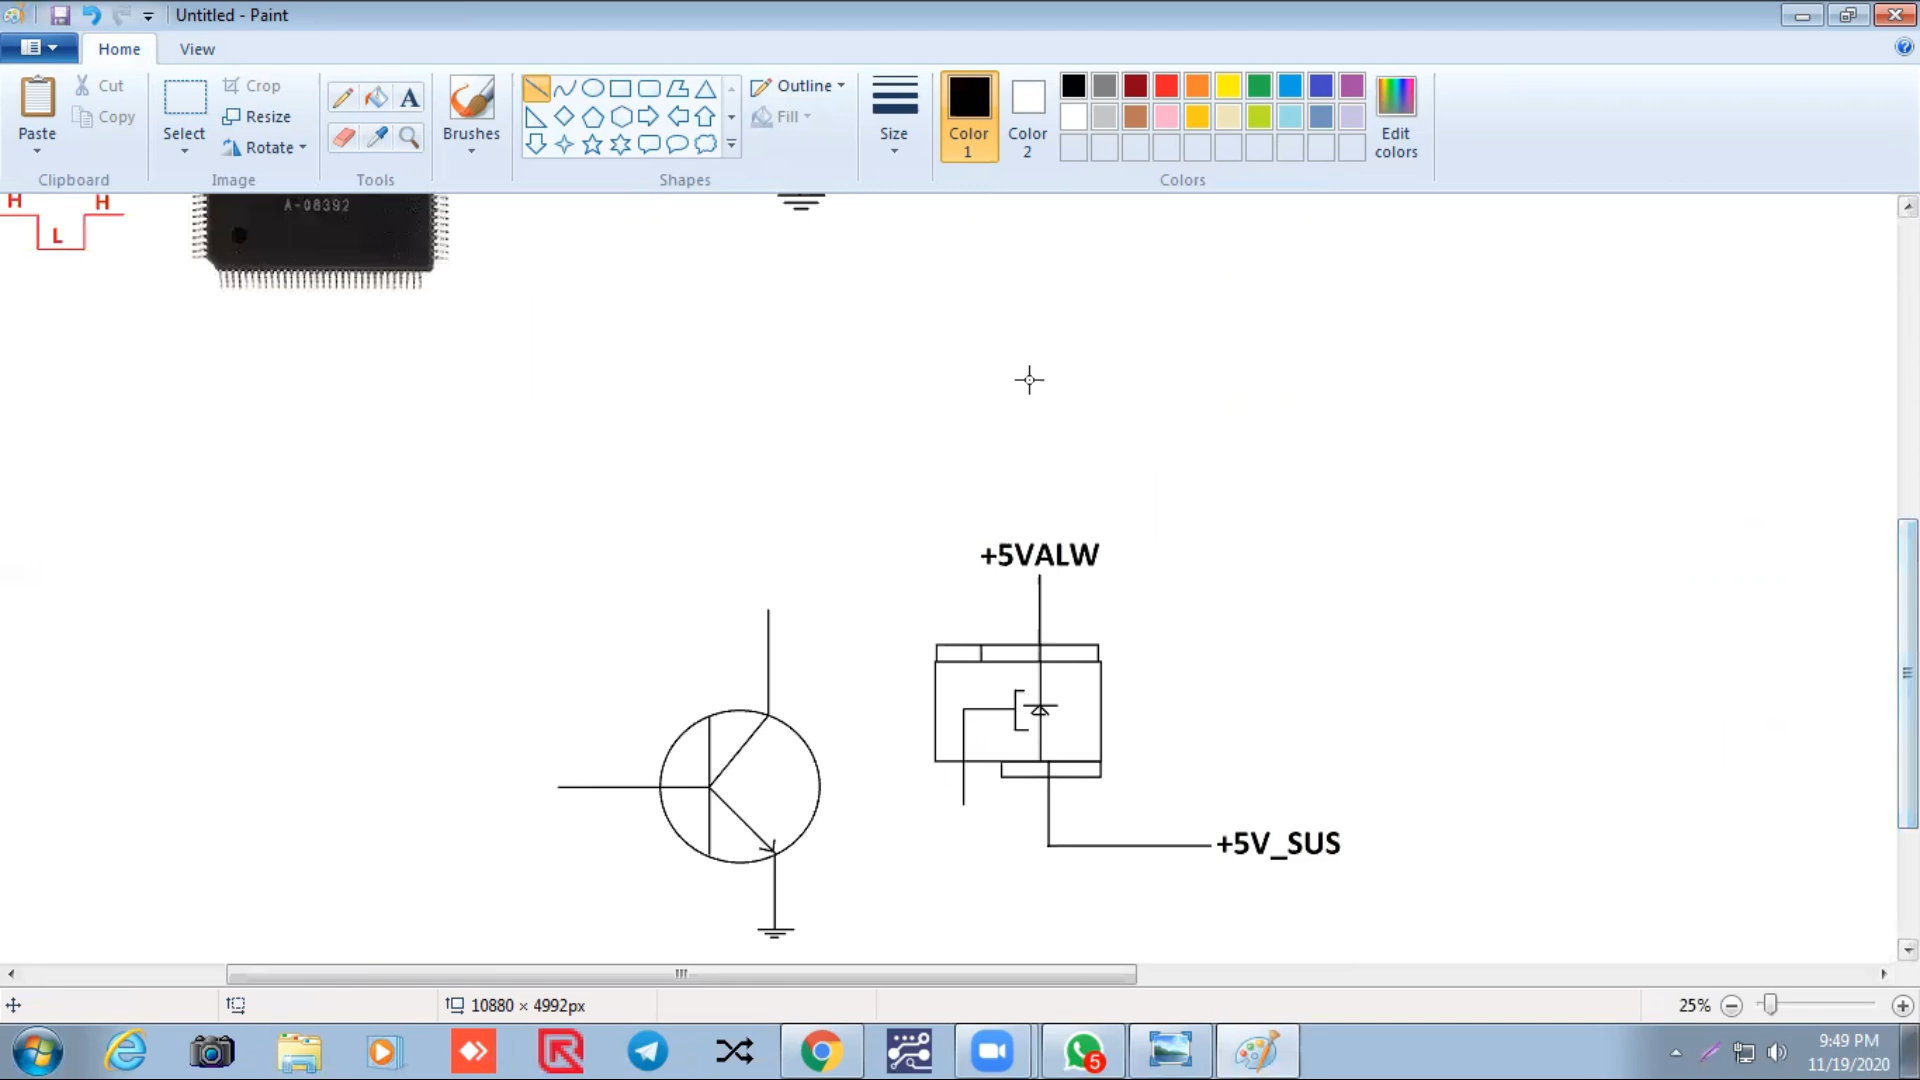 Untitled - Paint
Home
View
Paste
Cut
Copy
Clipboard
Select
Crop
Resize
Rotate
Image
A
Tools
Brushes
Shapes
Outline
Fill
Size
Color 1
Color 2
Edit colors
Colors
H
H
L
A-08392
+5VALW
+5V_SUS
10880 × 4992px
25%
5
9:49 PM
11/19/2020